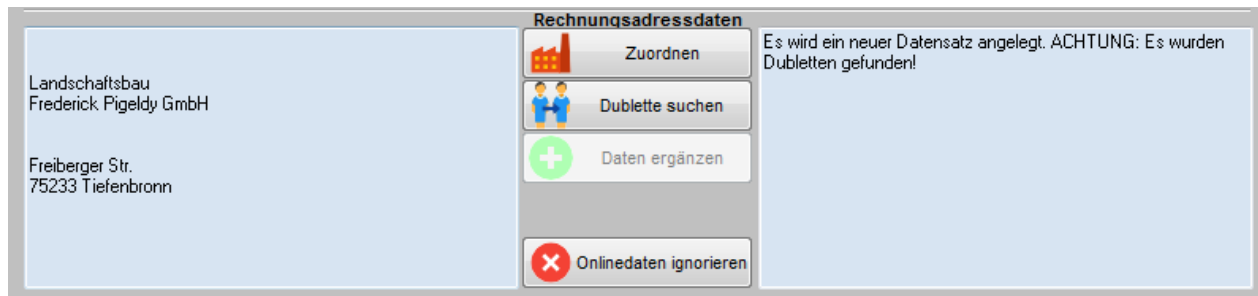 Rechnungsadressdaten
Landschaftsbau
Frederick Pigeldy GmbH
Freiberger Str.
75233 Tiefenbronn
Zuordnen
Dublette suchen
Daten ergänzen
Onlinedaten ignorieren
Es wird ein neuer Datensatz angelegt. ACHTUNG: Es wurden
Dubletten gefunden!